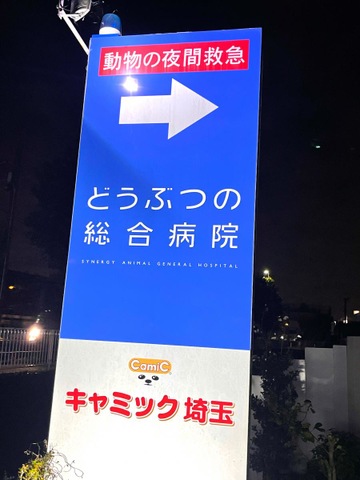 動物の夜間救急
どうぶつの
総合病院
SYNERGY ANIMAL GENERAL HOSPITAL
CamiC
キャミック埼玉